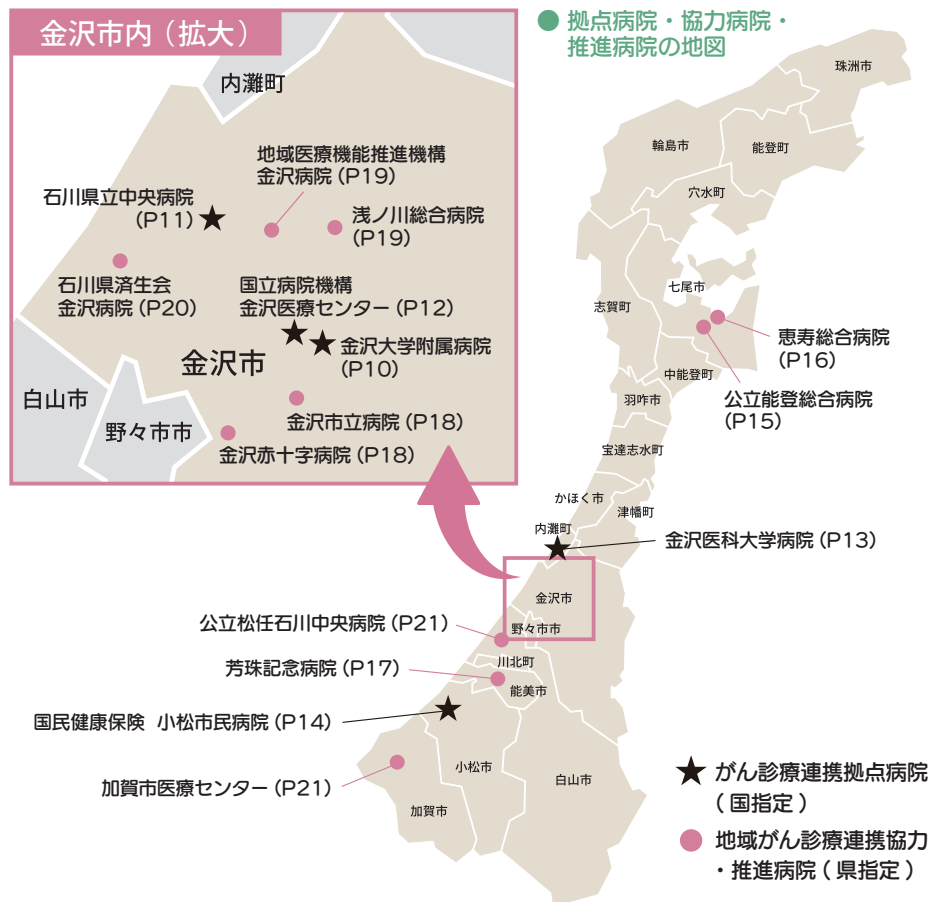 金沢市内（拡大）
● 拠点病院・協力病院・
推進病院の地図
内灘町
地域医療機能推進機構
金沢病院（P19）
石川県立中央病院
（P11）
浅ノ川総合病院
（P19）
石川県済生会
金沢病院（P20）
国立病院機構
金沢医療センター（P12）
金沢大学附属病院
（P10）
金沢市
白山市
野々市市
金沢市立病院（P18）
金沢赤十字病院（P18）
珠洲市
輪島市
能登町
穴水町
七尾市
志賀町
恵寿総合病院
（P16）
中能登町
公立能登総合病院
（P15）
羽咋市
宝達志水町
かほく市
津幡町
内灘町
金沢医科大学病院（P13）
金沢市
公立松任石川中央病院（P21）
野々市市
川北町
芳珠記念病院（P17）
能美市
国民健康保険 小松市民病院（P14）
小松市
白山市
加賀市医療センター（P21）
加賀市
★ がん診療連携拠点病院
（国指定）
● 地域がん診療連携協力
・推進病院（県指定）